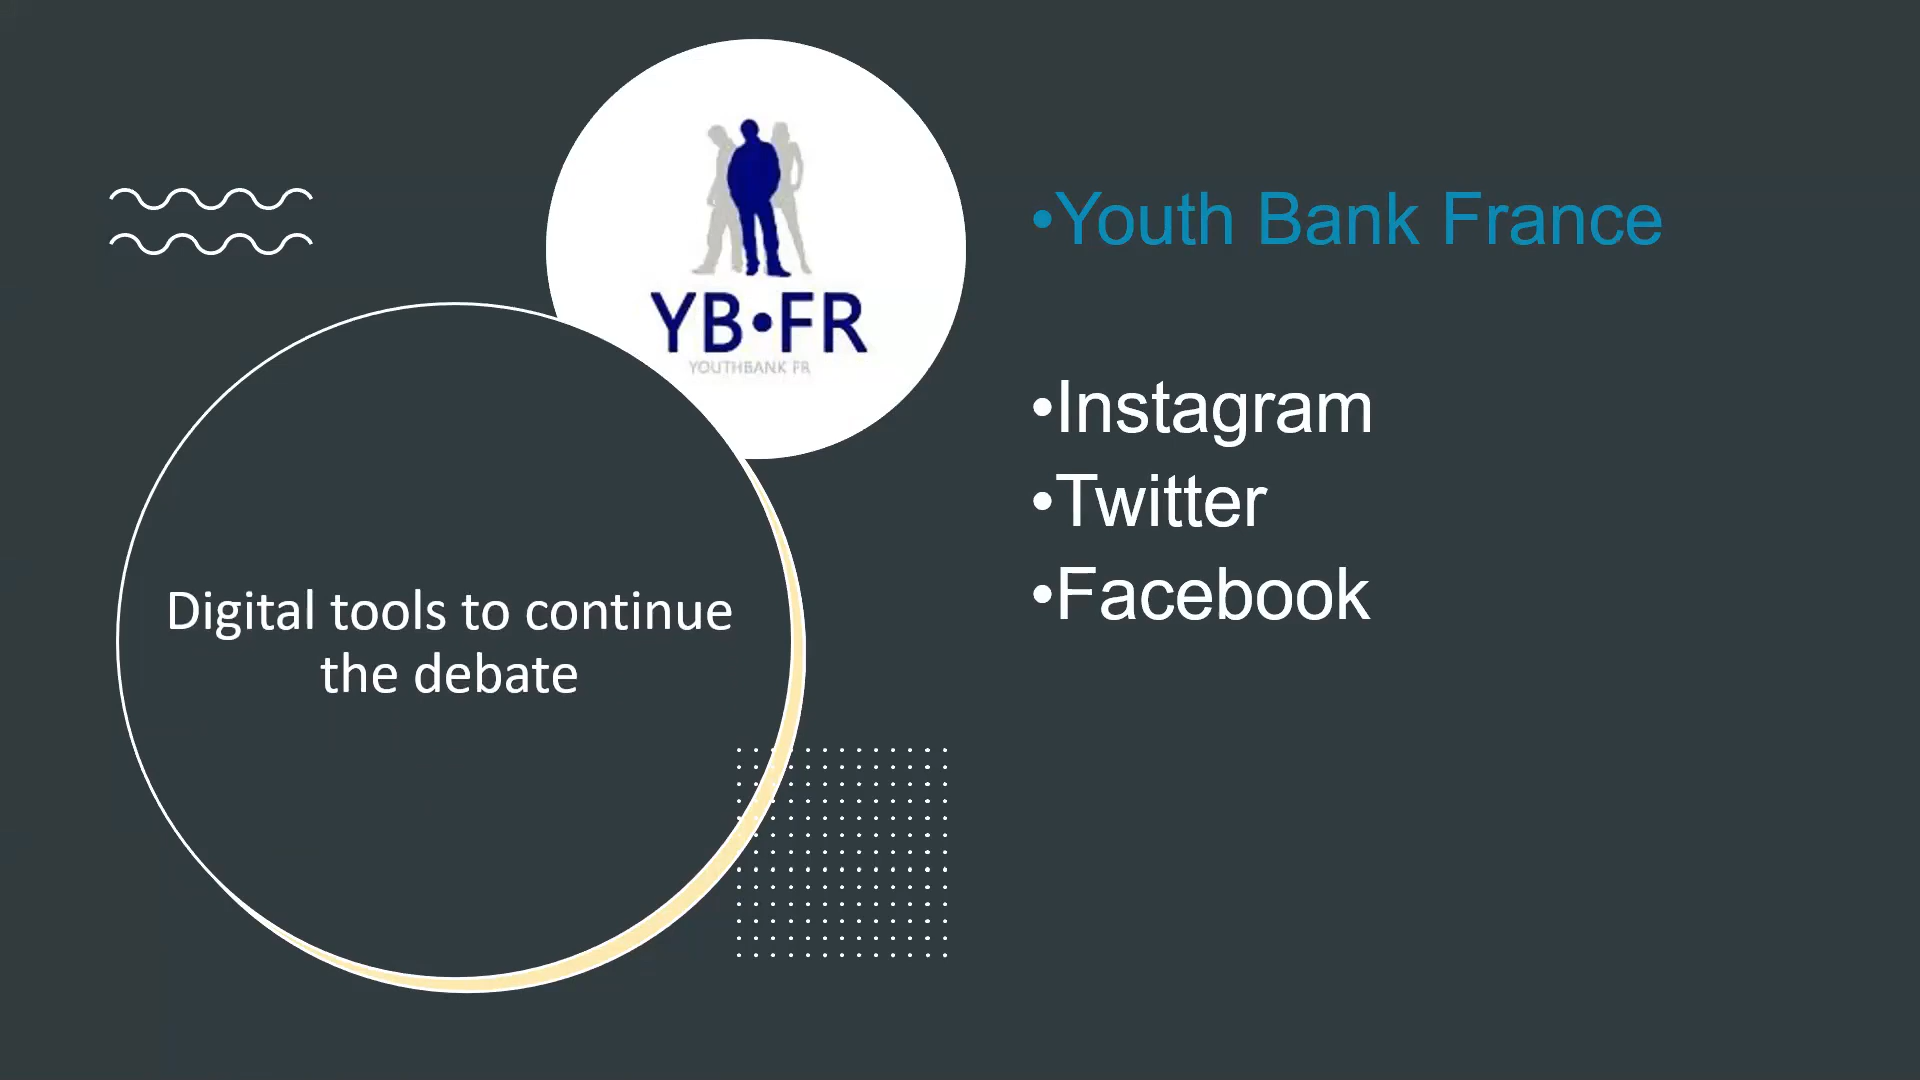 YB•FR
YOUTHBANK FR
Digital tools to continue
the debate
•Youth Bank France
•Instagram
•Twitter
•Facebook